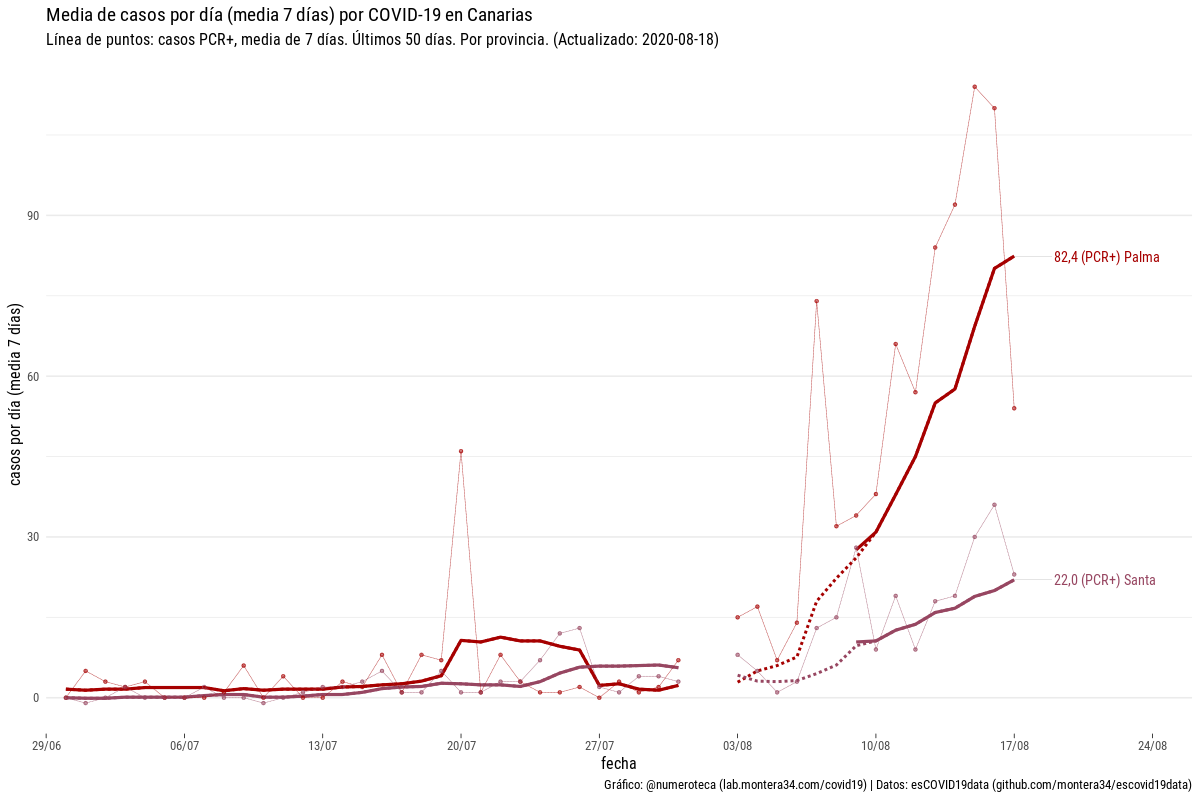 Media de casos por día (media 7 días) por COVID-19 en Canarias
Línea de puntos: casos PCR+, media de 7 días. Últimos 50 días. Por provincia. (Actualizado: 2020-08-18)
casos por día (media 7 días)
90
60
30
0
82,4 (PCR+) Palma
22,0 (PCR+) Santa
29/06
06/07
13/07
20/07
27/07
03/08
10/08
17/08
24/08
fecha
Gráfico: @numeroteca (lab.montera34.com/covid19) | Datos: esCOVID19data (github.com/montera34/escovid19data)